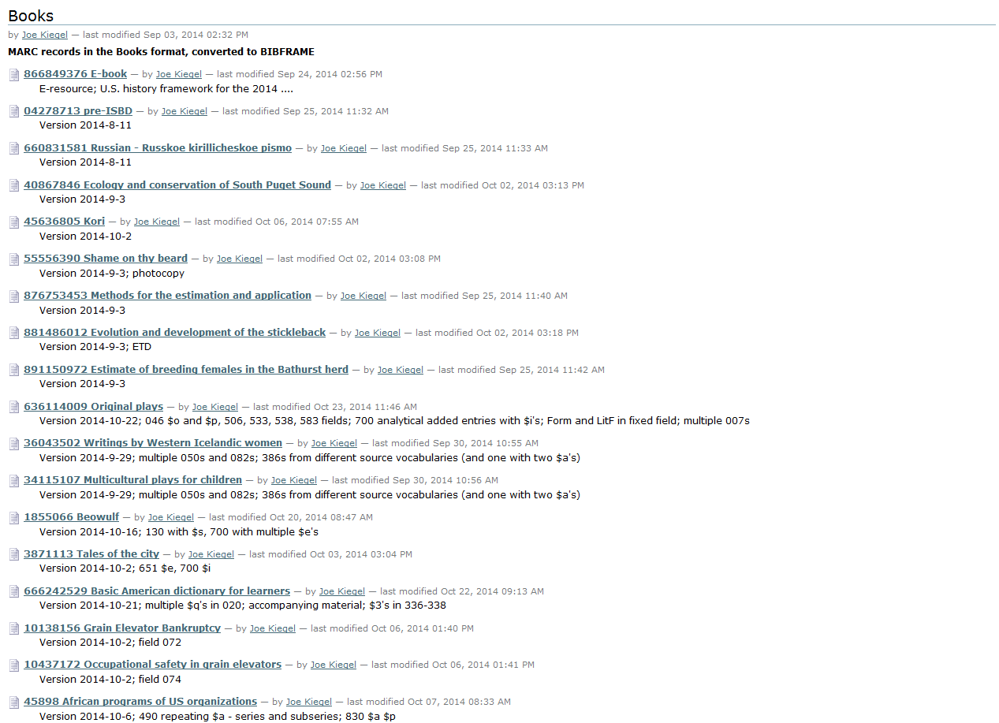 Books
by Joe Kiegel — last modified Sep 03, 2014 02:32 PM
MARC records in the Books format, converted to BIBFRAME
866849376 E-book — by Joe Kiegel — last modified Sep 24, 2014 02:56 PM
E-resource; U.S. history framework for the 2014 ....
04278713 pre-ISBD — by Joe Kiegel — last modified Sep 25, 2014 11:32 AM
Version 2014-8-11
660831581 Russian - Russkoe kirillicheskoe pismo — by Joe Kiegel — last modified Sep 25, 2014 11:33 AM
Version 2014-8-11
40867846 Ecology and conservation of South Puget Sound — by Joe Kiegel — last modified Oct 02, 2014 03:13 PM
Version 2014-9-3
45636805 Kori — by Joe Kiegel — last modified Oct 06, 2014 07:55 AM
Version 2014-10-2
55556390 Shame on thy beard — by Joe Kiegel — last modified Oct 02, 2014 03:08 PM
Version 2014-9-3; photocopy
876753453 Methods for the estimation and application — by Joe Kiegel — last modified Sep 25, 2014 11:40 AM
Version 2014-9-3
881486012 Evolution and development of the stickleback — by Joe Kiegel — last modified Oct 02, 2014 03:18 PM
Version 2014-9-3; ETD
891150972 Estimate of breeding females in the Bathurst herd — by Joe Kiegel — last modified Sep 25, 2014 11:42 AM
Version 2014-9-3
636114009 Original plays — by Joe Kiegel — last modified Oct 23, 2014 11:46 AM
Version 2014-10-22; 046 $o and $p, 506, 533, 538, 583 fields; 700 analytical added entries with $i's; Form and LitF in fixed field; multiple 007s
36043502 Writings by Western Icelandic women — by Joe Kiegel — last modified Sep 30, 2014 10:55 AM
Version 2014-9-29; multiple 050s and 082s; 386s from different source vocabularies (and one with two $a's)
34115107 Multicultural plays for children — by Joe Kiegel — last modified Sep 30, 2014 10:56 AM
Version 2014-9-29; multiple 050s and 082s; 386s from different source vocabularies (and one with two $a's)
1855066 Beowulf — by Joe Kiegel — last modified Oct 20, 2014 08:47 AM
Version 2014-10-16; 130 with $s, 700 with multiple $e's
3871113 Tales of the city — by Joe Kiegel — last modified Oct 03, 2014 03:04 PM
Version 2014-10-2; 651 $e, 700 $i
666242529 Basic American dictionary for learners — by Joe Kiegel — last modified Oct 22, 2014 09:13 AM
Version 2014-10-21; multiple $q's in 020; accompanying material; $3's in 336-338
10138156 Grain Elevator Bankruptcy — by Joe Kiegel — last modified Oct 06, 2014 01:40 PM
Version 2014-10-2; field 072
10437172 Occupational safety in grain elevators — by Joe Kiegel — last modified Oct 06, 2014 01:41 PM
Version 2014-10-2; field 074
45898 African programs of US organizations — by Joe Kiegel — last modified Oct 07, 2014 08:33 AM
Version 2014-10-6; 490 repeating $a - series and subseries; 830 $a $p